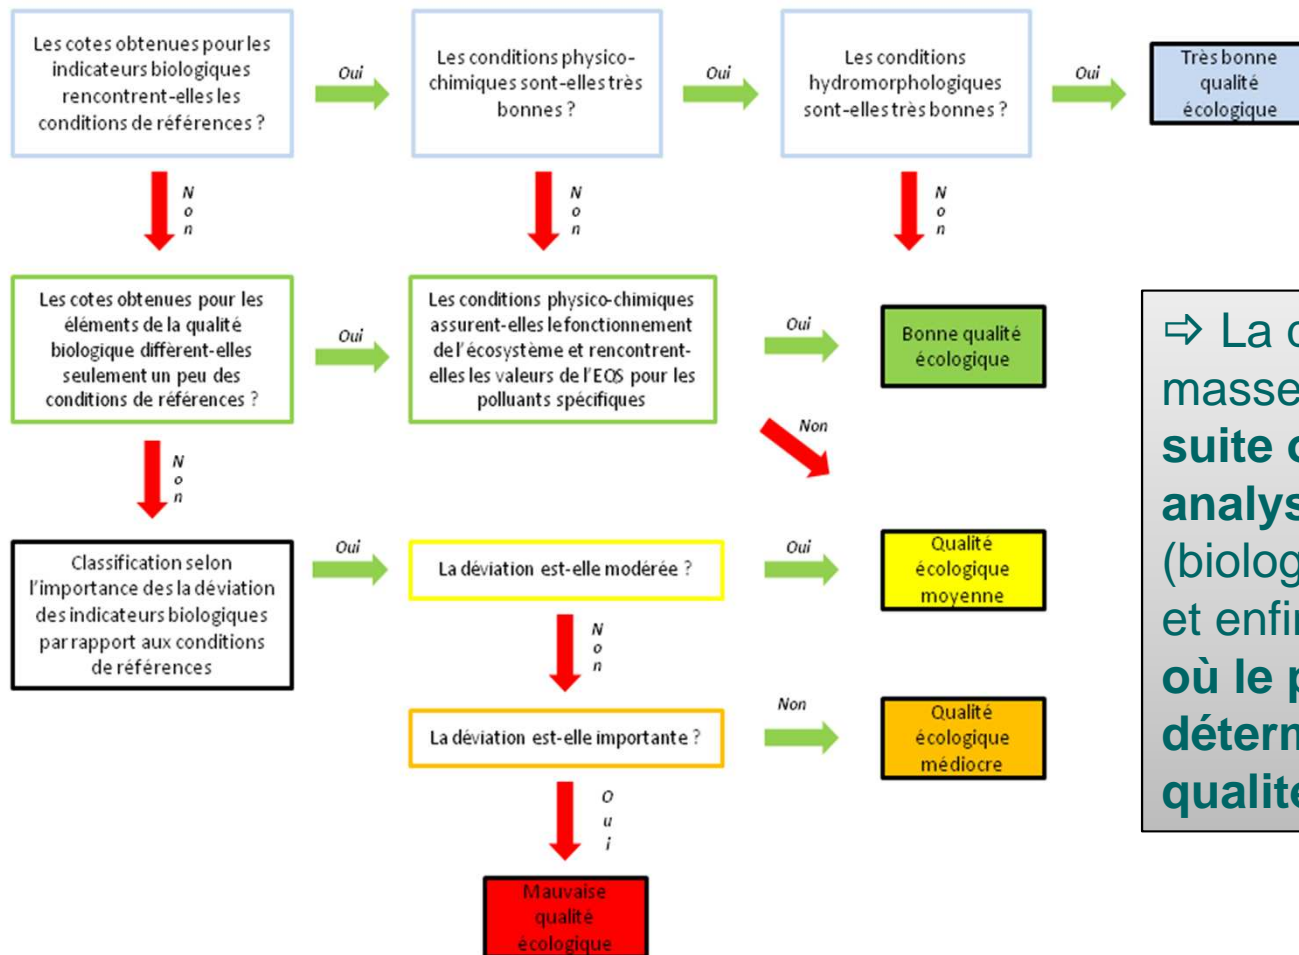 Les cotes obtenues pour les
indicateurs biologiques
rencontrent-elles les
conditions de références ?
Oui
Les conditions physico-
chimiques sont-elles très
bonnes ?
Oui
Les conditions
hydromorphologiques
sont-elles très bonnes ?
Oui
Très bonne
qualité
écologique
Non
Non
Non
Les cotes obtenues pour les
éléments de la qualité
biologique diffèrent-elles
seulement un peu des
conditions de références ?
Oui
Les conditions physico-chimiques
assurent-elles le fonctionnement
de l'écosystème et rencontrent-
elles les valeurs de l'EQS pour les
polluants spécifiques
Oui
Bonne qualité
écologique
Non
Non
Classification selon
l'importance des la déviation
des indicateurs biologiques
par rapport aux conditions
de références
Oui
La déviation est-elle modérée ?
Oui
Qualité
écologique
moyenne
Non
La déviation est-elle importante ?
Non
Qualité
écologique
médiocre
Oui
Mauvaise
qualité
écologique
⇨ La
masse
suite
analys
(biolog
et enfin
où le
déterm
qualité